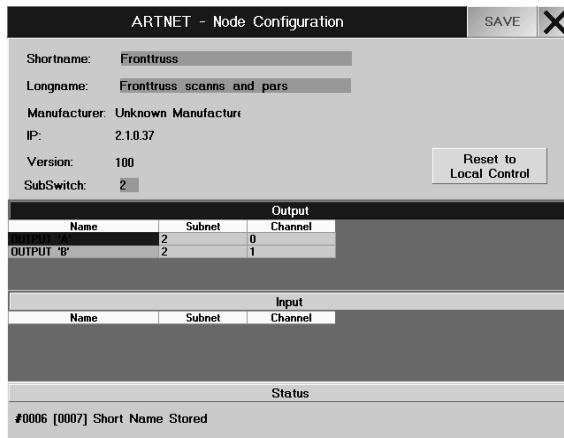 ARTNET - Node Configuration
SAVE
Shortname: Fronttruss
Longname: Fronttruss scanns and pars
Manufacturer: Unknown Manufacture
IP: 2.1.0.37
Version: 100
Reset to
Local Control
SubSwitch: 2
Output
Name Subnet Channel
OUTPUT 'A' 2 0
OUTPUT 'B' 2 1
Input
Name Subnet Channel
Status
#0006 [0007] Short Name Stored